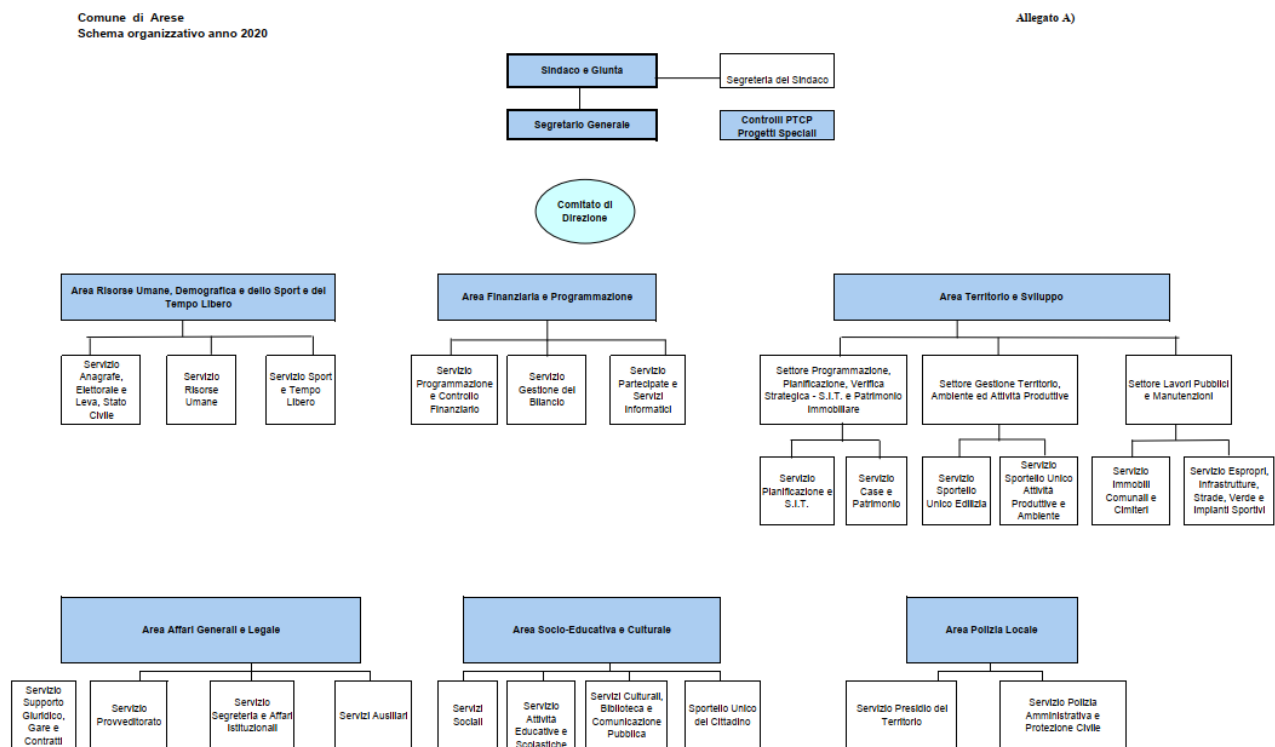 Comune di Arese
Schema organizzativo anno 2020
Allegato A)
Sindaco e Giunta
Segreteria del Sindaco
Segretario Generale
Controlli PTCP
Progetti Speciali
Comitato di
Direzione
Area Risorse Umane, Demografica e dello Sport e del
Tempo Libero
Servizio
Anagrafe,
Elettorale e
Leva, Stato
Civile
Servizio
Risorse
Umane
Servizio Sport
e Tempo
Libero
Area Finanziaria e Programmazione
Servizio
Programmazione
e Controllo
Finanziario
Servizio
Gestione del
Bilancio
Servizio
Partecipate e
Servizi
Informatici
Area Territorio e Sviluppo
Settore Programmazione,
Planificazione, Verifica
Strategica - S.I.T. e Patrimonio
Immobiliare
Settore Gestione Territorio,
Ambiente ed Attività Produttive
Settore Lavori Pubblici
e Manutenzioni
Servizio
Pianificazione e
S.I.T.
Servizio
Case e
Patrimonio
Servizio
Sportello
Unico Edilizia
Servizio
Sportello Unico
Attività
Produttive e
Ambiente
Servizio
Immobili
Comunali e
Cimiteri
Servizio Espropri,
Infrastrutture,
Strade, Verde e
Impianti Sportivi
Area Affari Generali e Legale
Servizio
Supporto
Giuridico,
Gare e
Contratti
Servizio
Provveditorato
Servizio
Segreteria e Affari
Istituzionali
Servizi Ausiliari
Area Socio-Educativa e Culturale
Servizi
Sociali
Servizio
Attività
Educative e
Scolastiche
Servizi Culturali,
Biblioteca e
Comunicazione
Pubblica
Sportello Unico
del Cittadino
Area Polizia Locale
Servizio Presidio del
Territorio
Servizio Polizia
Amministrativa e
Protezione Civile